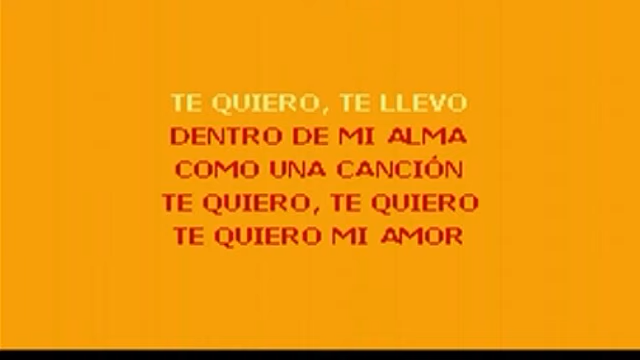 TE QUIERO, TE LLEVO
DENTRO DE MI ALMA
COMO UNA CANCIÓN
TE QUIERO, TE QUIERO
TE QUIERO MI AMOR